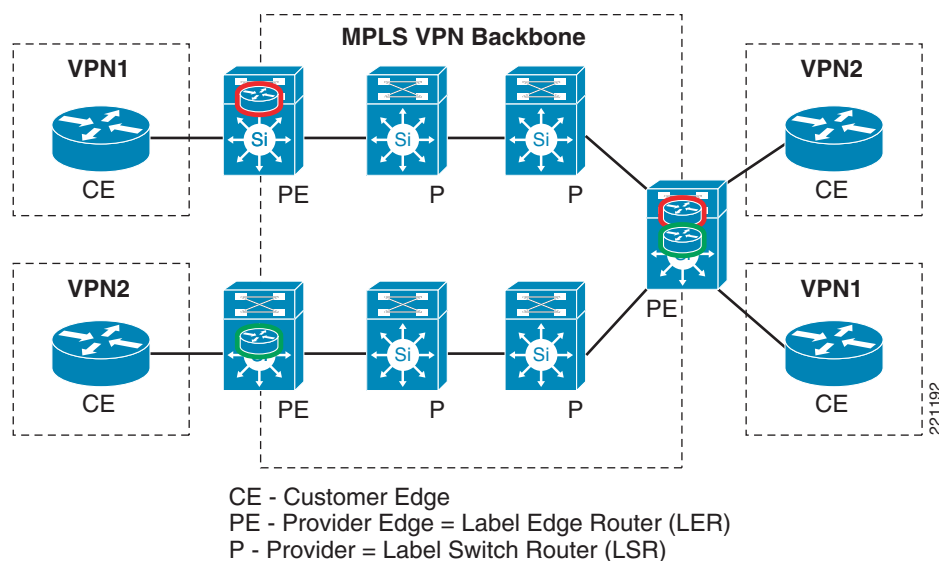 MPLS VPN Backbone
VPN1
CE
Si
PE
Si
P
Si
P
VPN2
CE
PE
VPN2
CE
Si
PE
Si
P
Si
P
VPN1
CE
221192
CE - Customer Edge
PE - Provider Edge = Label Edge Router (LER)
P - Provider = Label Switch Router (LSR)